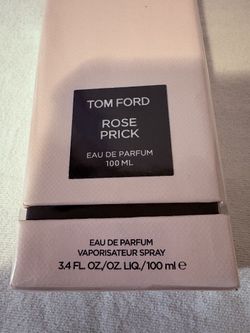 TOM FORD
ROSE
PRICK
EAU DE PARFUM
100 ML
EAU DE PARFUM
VAPORISATEUR SPRAY
3.4 FL. OZ./OZ. LIQ./100 ml ℮